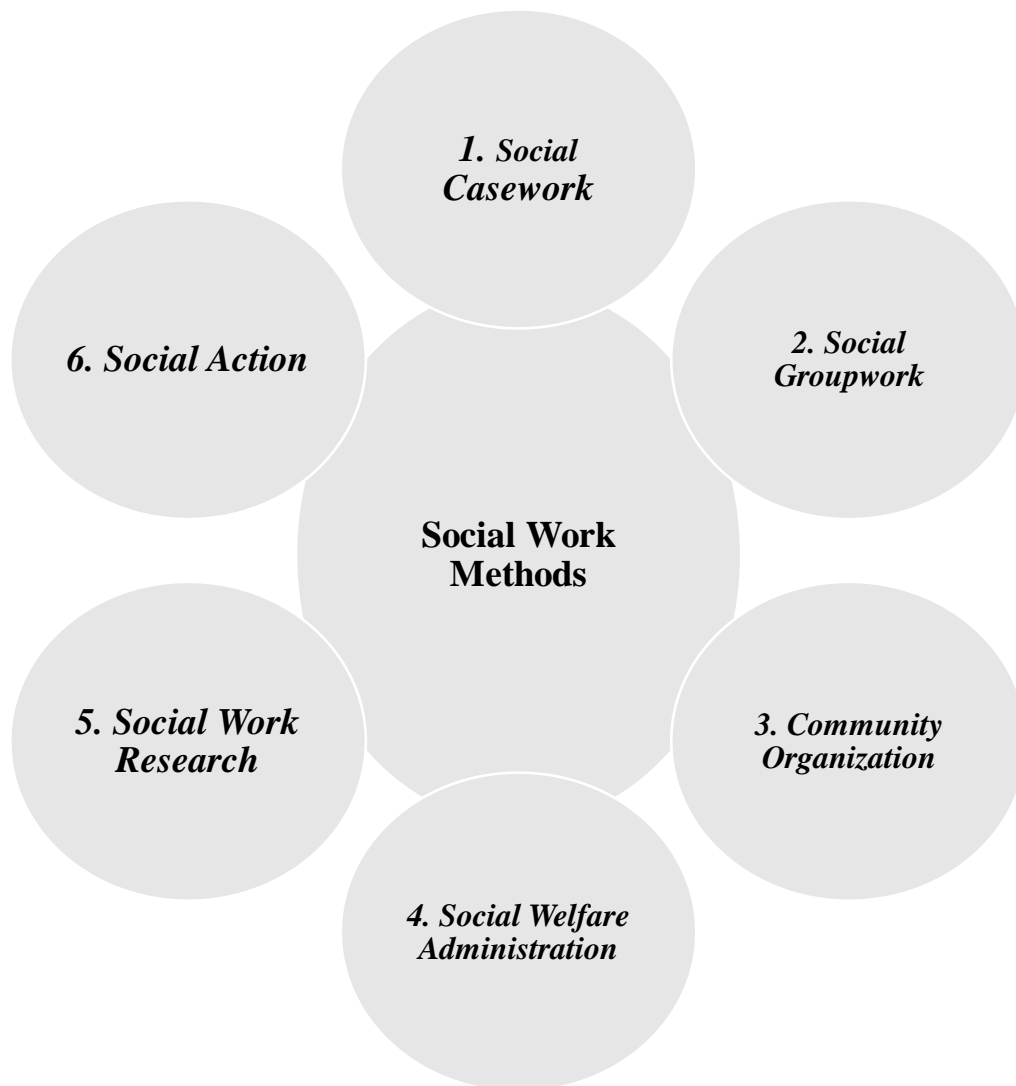 1. Social
Casework
2. Social
Groupwork
3. Community
Organization
4. Social Welfare
Administration
5. Social Work
Research
6. Social Action
Social Work
Methods